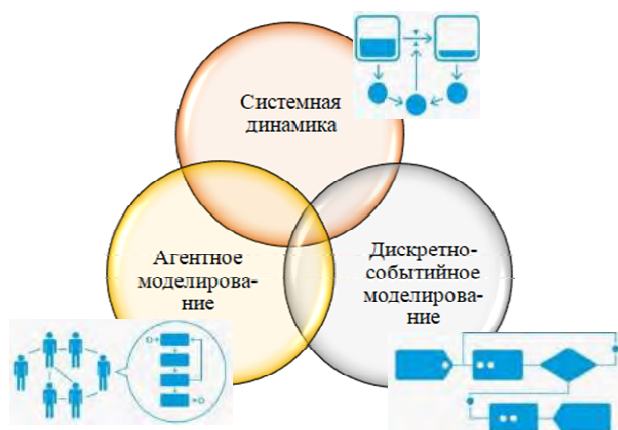 Системная
динамика
Агентное
моделирова-
ние
Дискретно-
событийное
моделирова-
ние